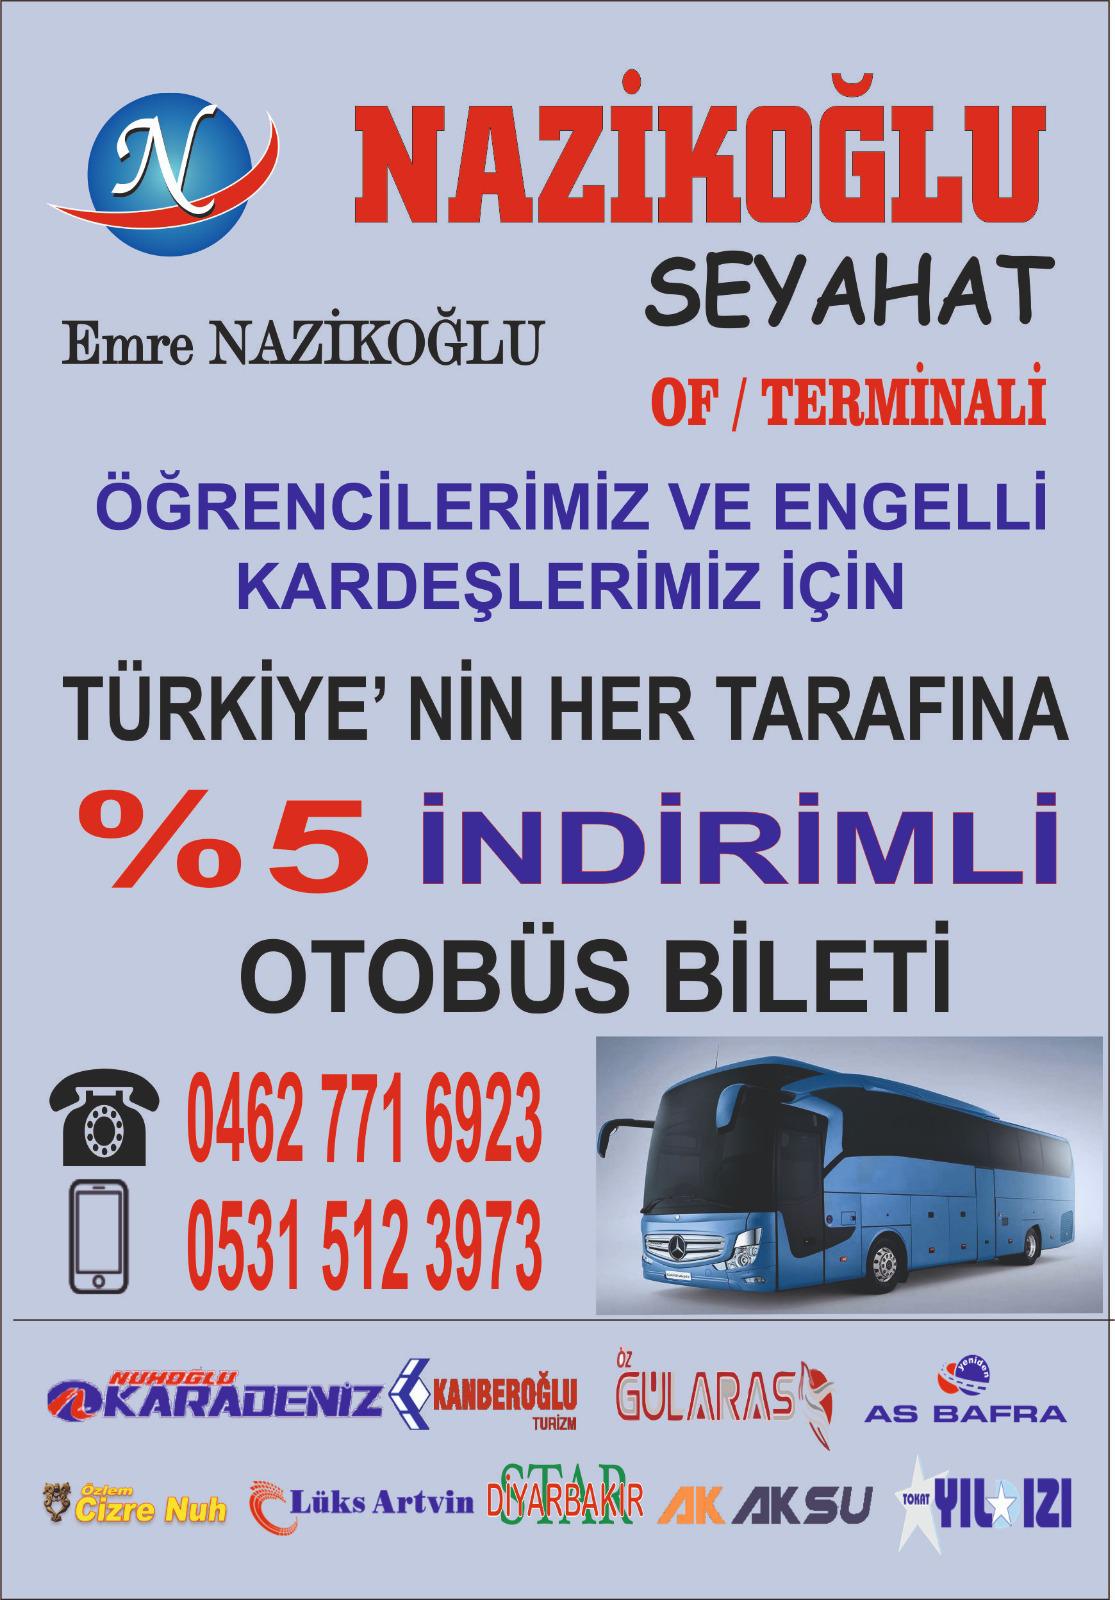 N
NAZİKOĞLU
SEYAHAT
Emre NAZİKOĞLU
OF / TERMİNALİ
ÖĞRENCİLERİMİZ VE ENGELLİ
KARDEŞLERİMİZ İÇİN
TÜRKİYE' NİN HER TARAFINA
%5 İNDİRİMLİ
OTOBÜS BİLETİ
0462 771 6923
0531 512 3973
NUHOĞLU
KARADENİZ
KANBEROĞLU
TURİZM
ÖZ
GÜLARAS
yeniden
AS BAFRA
Özlem
Cizre Nuh
Lüks Artvin
STAR
DİYARBAKIR
AK AKSU
TOKAT YILDIZI